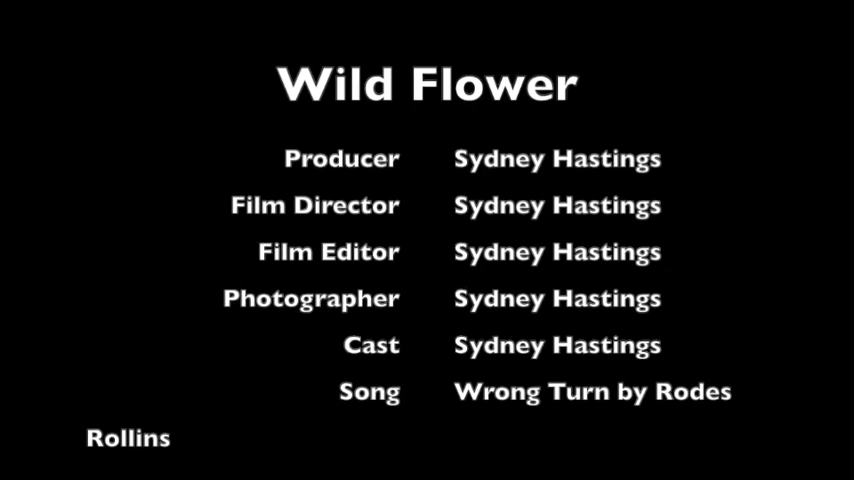 Wild Flower
Producer Sydney Hastings
Film Director Sydney Hastings
Film Editor Sydney Hastings
Photographer Sydney Hastings
Cast Sydney Hastings
Song Wrong Turn by Rodes
Rollins